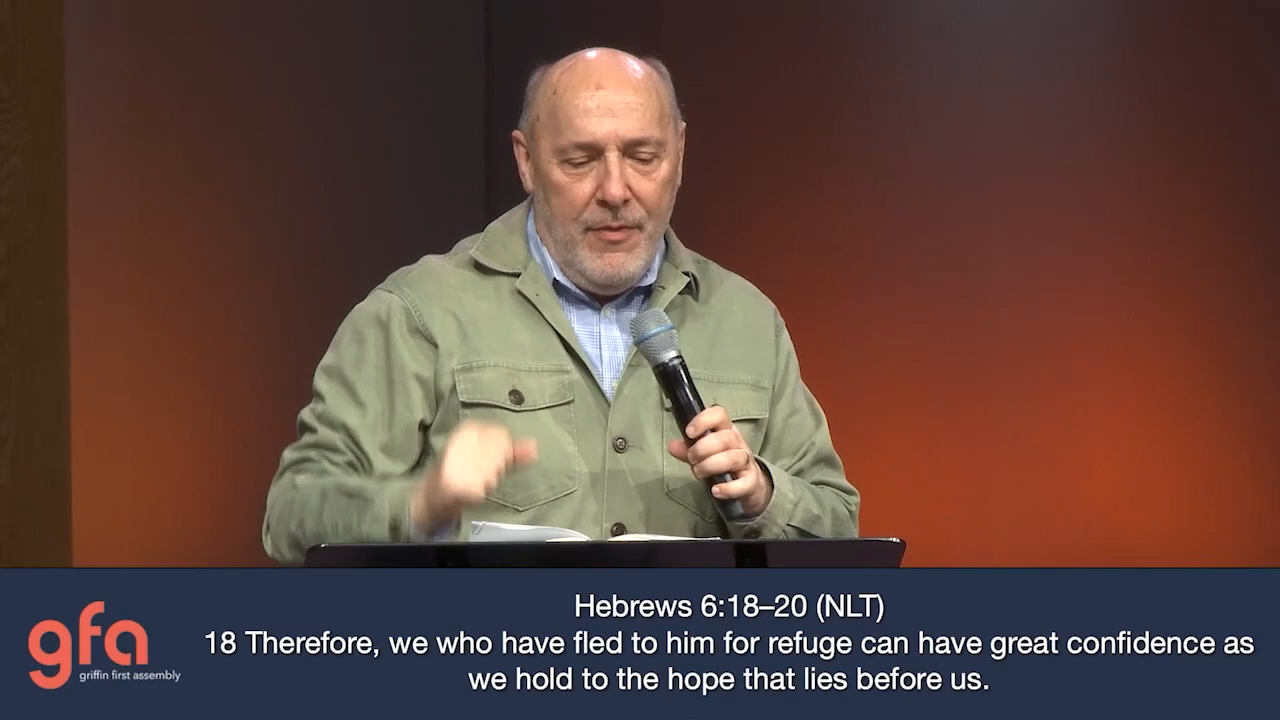 Hebrews 6:18–20 (NLT)
18 Therefore, we who have fled to him for refuge can have great confidence as
we hold to the hope that lies before us.
gfa
griffin first assembly